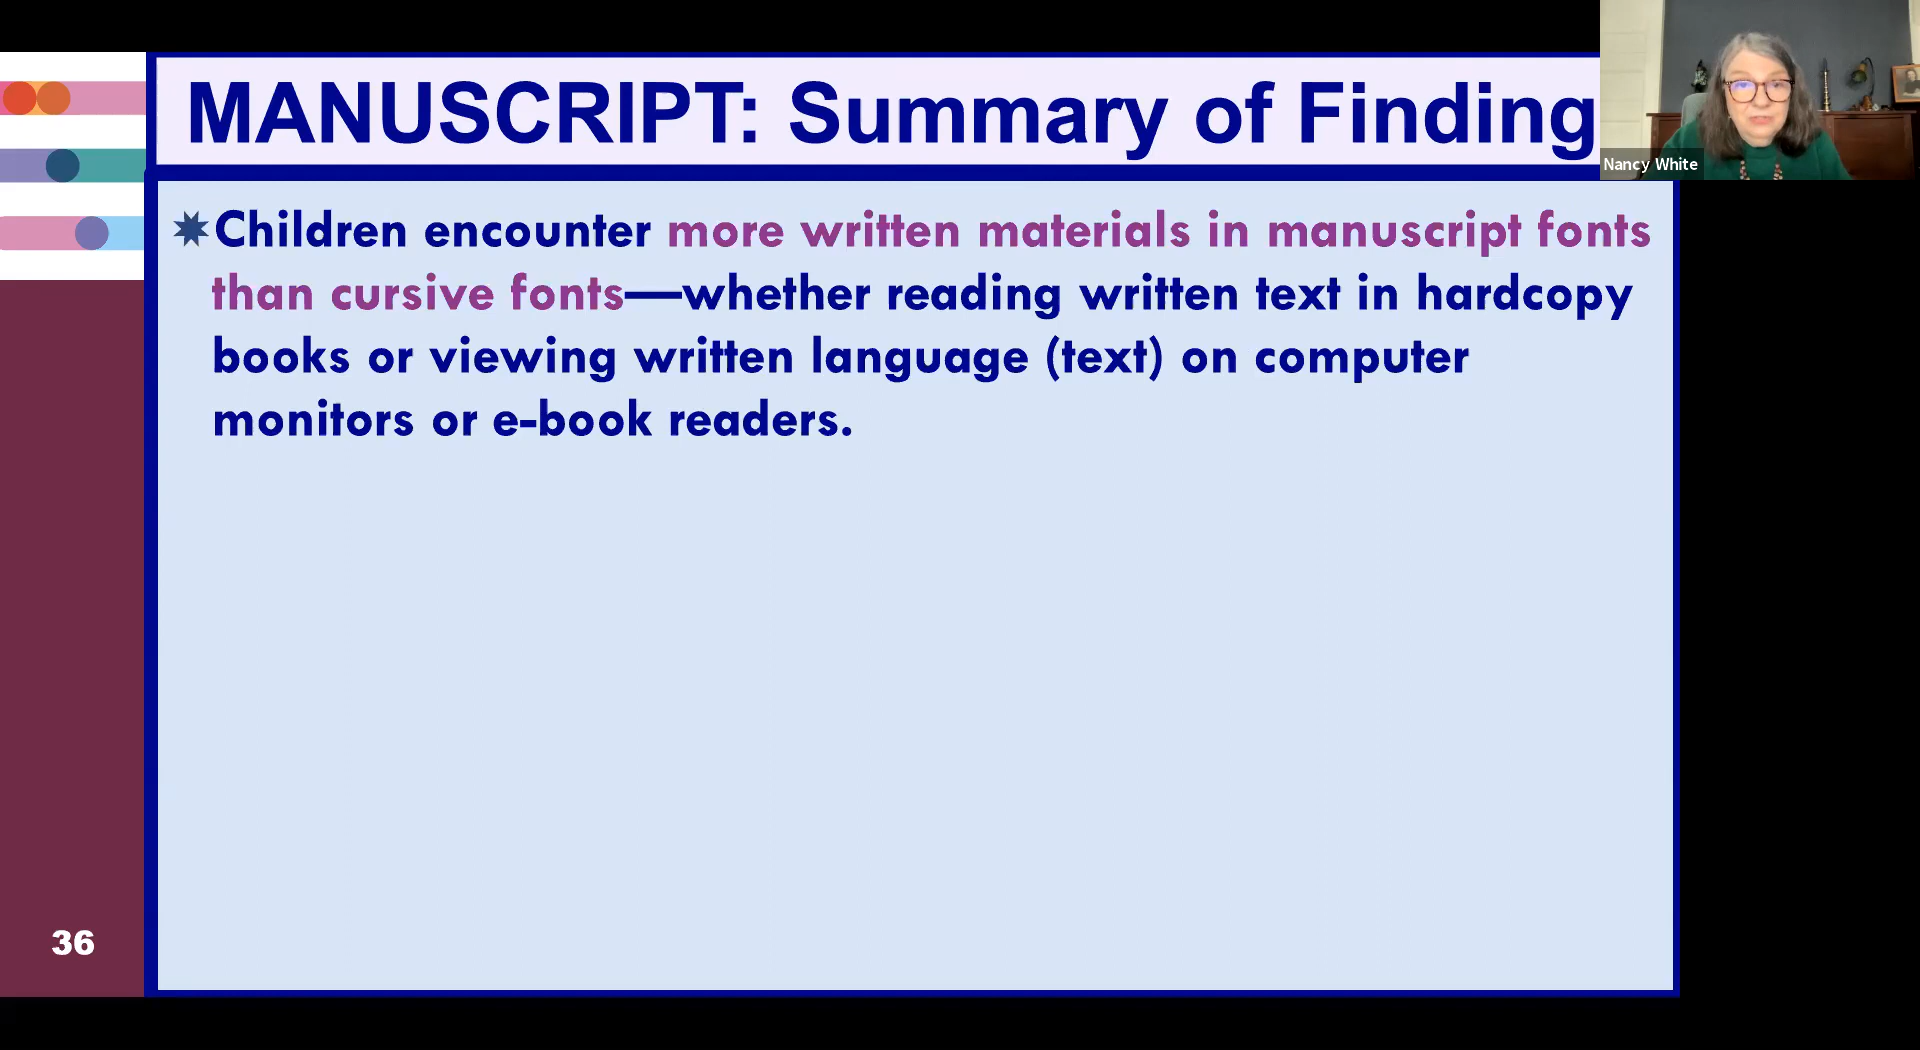 MANUSCRIPT: Summary of Finding
Nancy White
Children encounter more written materials in manuscript fonts
than cursive fonts—whether reading written text in hardcopy
books or viewing written language (text) on computer
monitors or e-book readers.
36